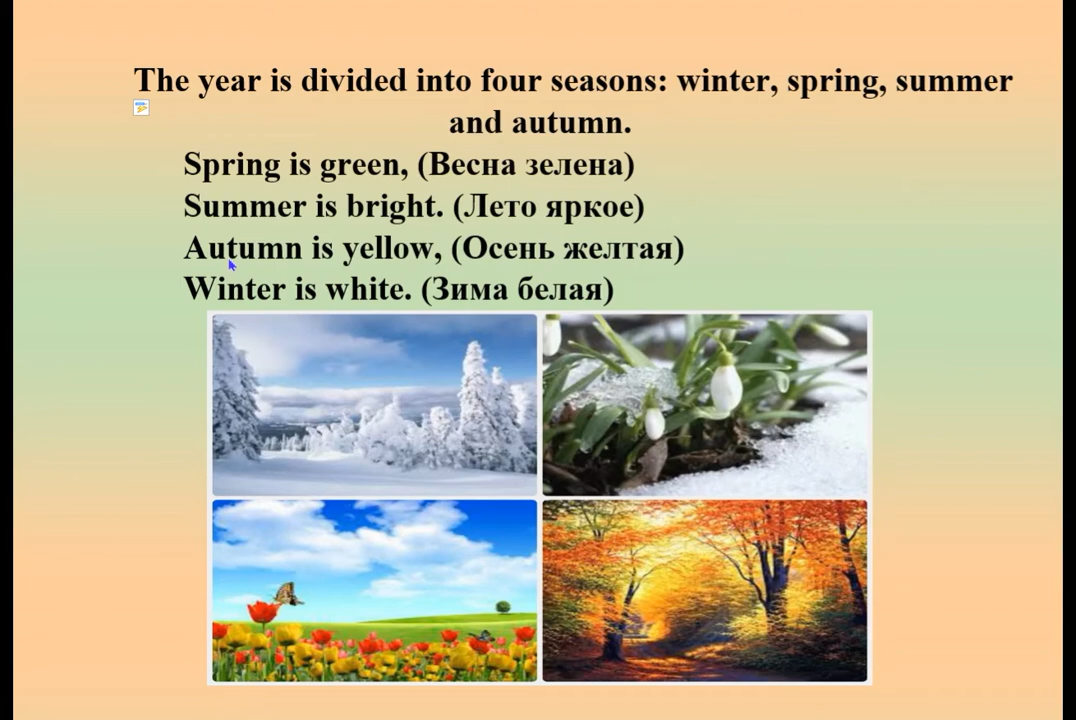 The year is divided into four seasons: winter, spring, summer
and autumn.
Spring is green, (Весна зелена)
Summer is bright. (Лето яркое)
Autumn is yellow, (Осень желтая)
Winter is white. (Зима белая)